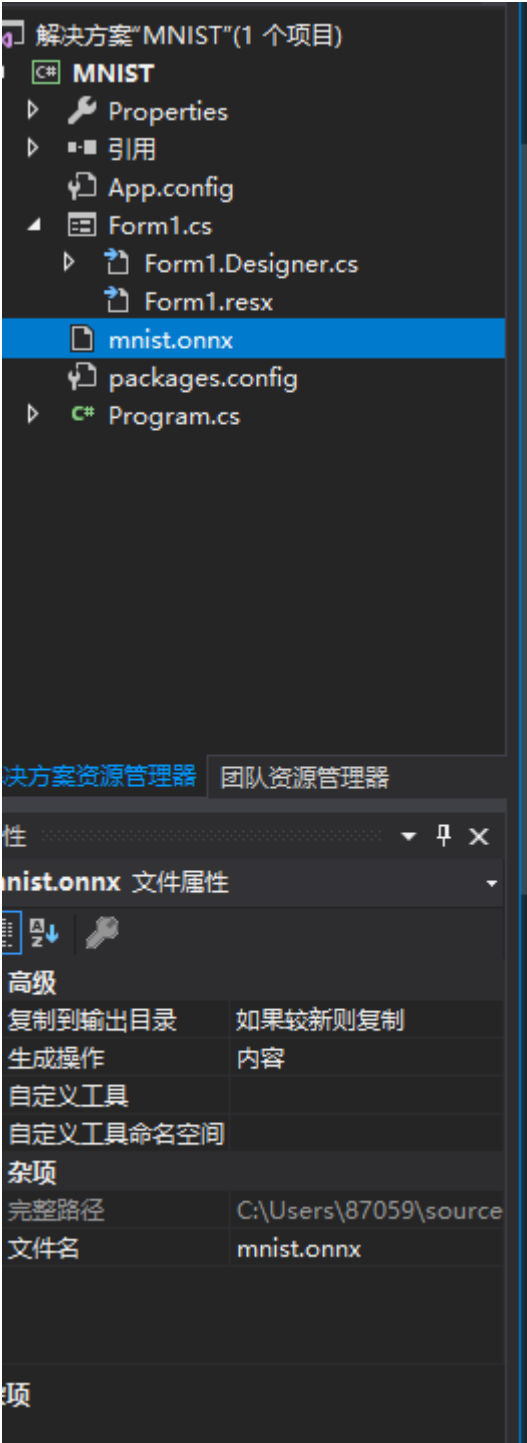 解决方案"MNIST"(1 个项目)
C# MNIST
Properties
引用
App.config
Form1.cs
Form1.Designer.cs
Form1.resx
mnist.onnx
packages.config
C# Program.cs
决方案资源管理器 团队资源管理器
性
mnist.onnx 文件属性
高级
复制到输出目录 如果较新则复制
生成操作 内容
自定义工具
自定义工具命名空间
杂项
完整路径 C:\Users\87059\source
文件名 mnist.onnx
杂项